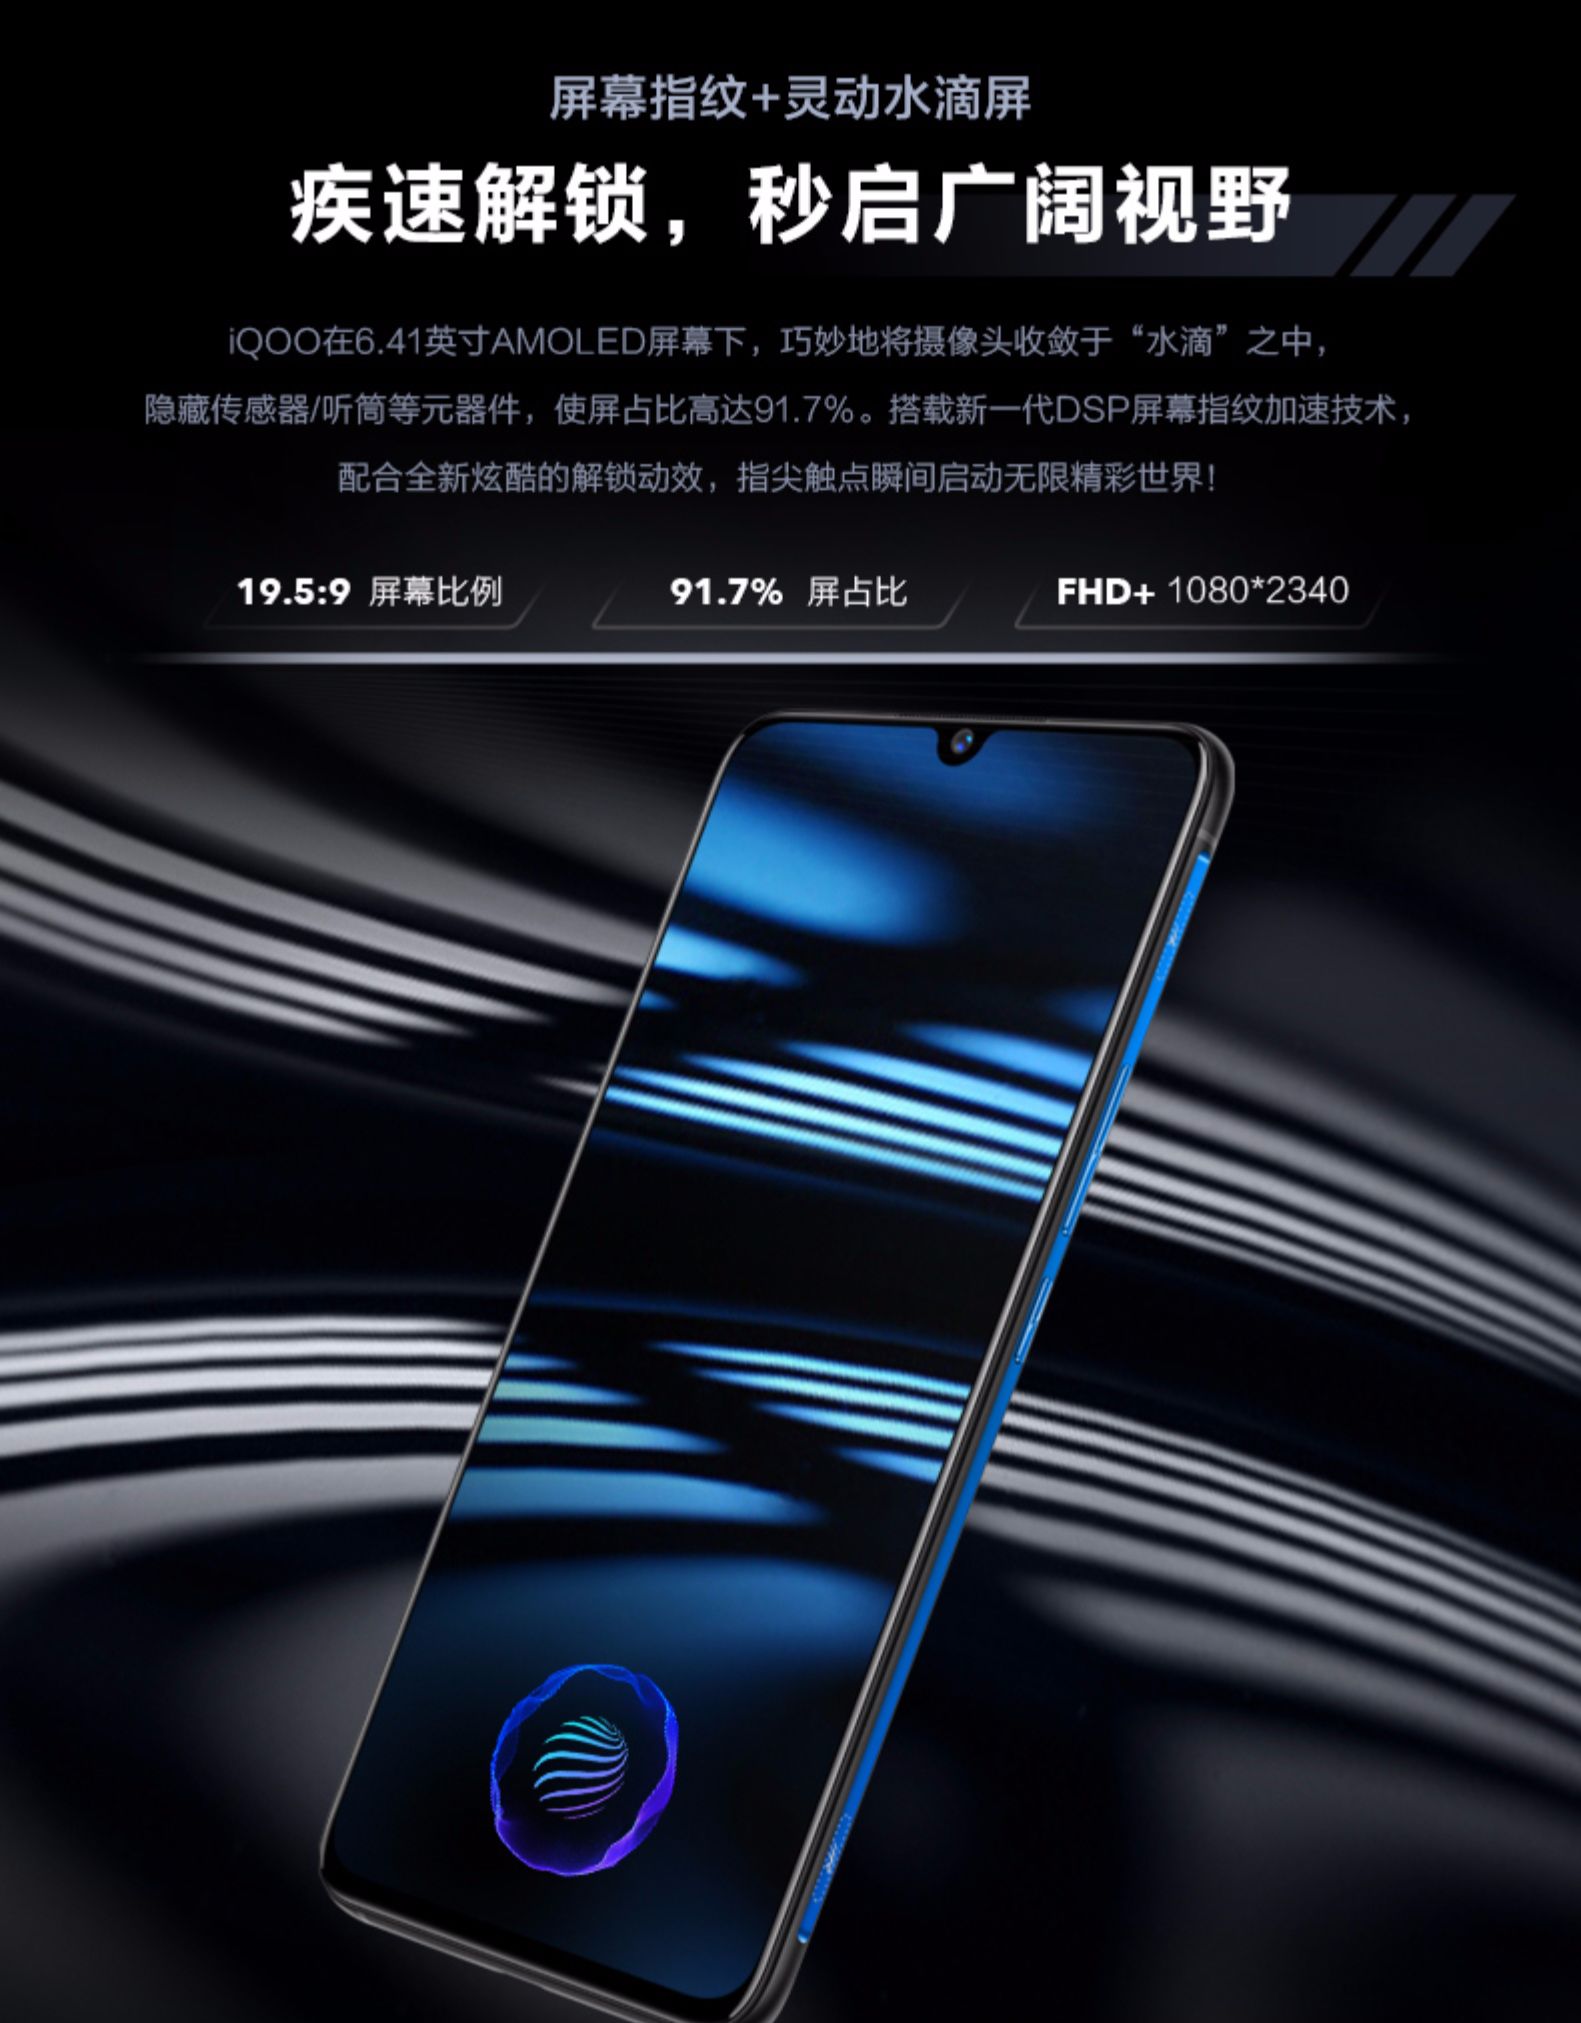 屏幕指纹+灵动水滴屏
疾速解锁，秒启广阔视野
iQOO在6.41英寸AMOLED屏幕下，巧妙地将摄像头收敛于“水滴”之中，
隐藏传感器/听筒等元器件，使屏占比高达91.7%。搭载新一代DSP屏幕指纹加速技术，
配合全新炫酷的解锁动效，指尖触点瞬间启动无限精彩世界！
19.5:9 屏幕比例 91.7% 屏占比 FHD+ 1080*2340